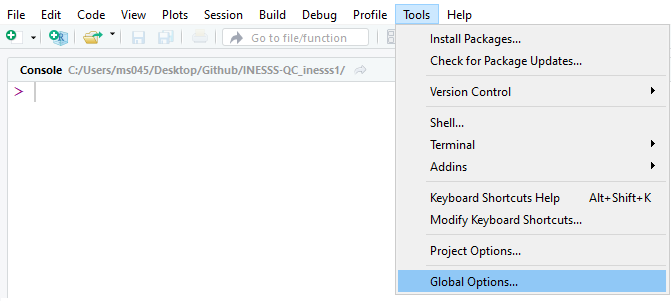 File Code View Plots Session Build Debug Profile Tools Help
Go to file/function
Console C:/Users/ms045/Desktop/Github/INESSS-QC_inesss1/
>
Install Packages...
Check for Package Updates...
Version Control
Shell...
Terminal
Addins
Keyboard Shortcuts Help Alt+Shift+K
Modify Keyboard Shortcuts...
Project Options...
Global Options...